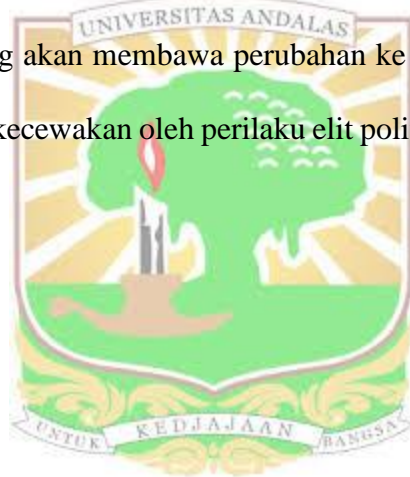 UNIVERSITAS ANDALAS
g akan membawa perubahan ke
kecewakan oleh perilaku elit poli
UNTUK KEDJAJAAN BANGSA